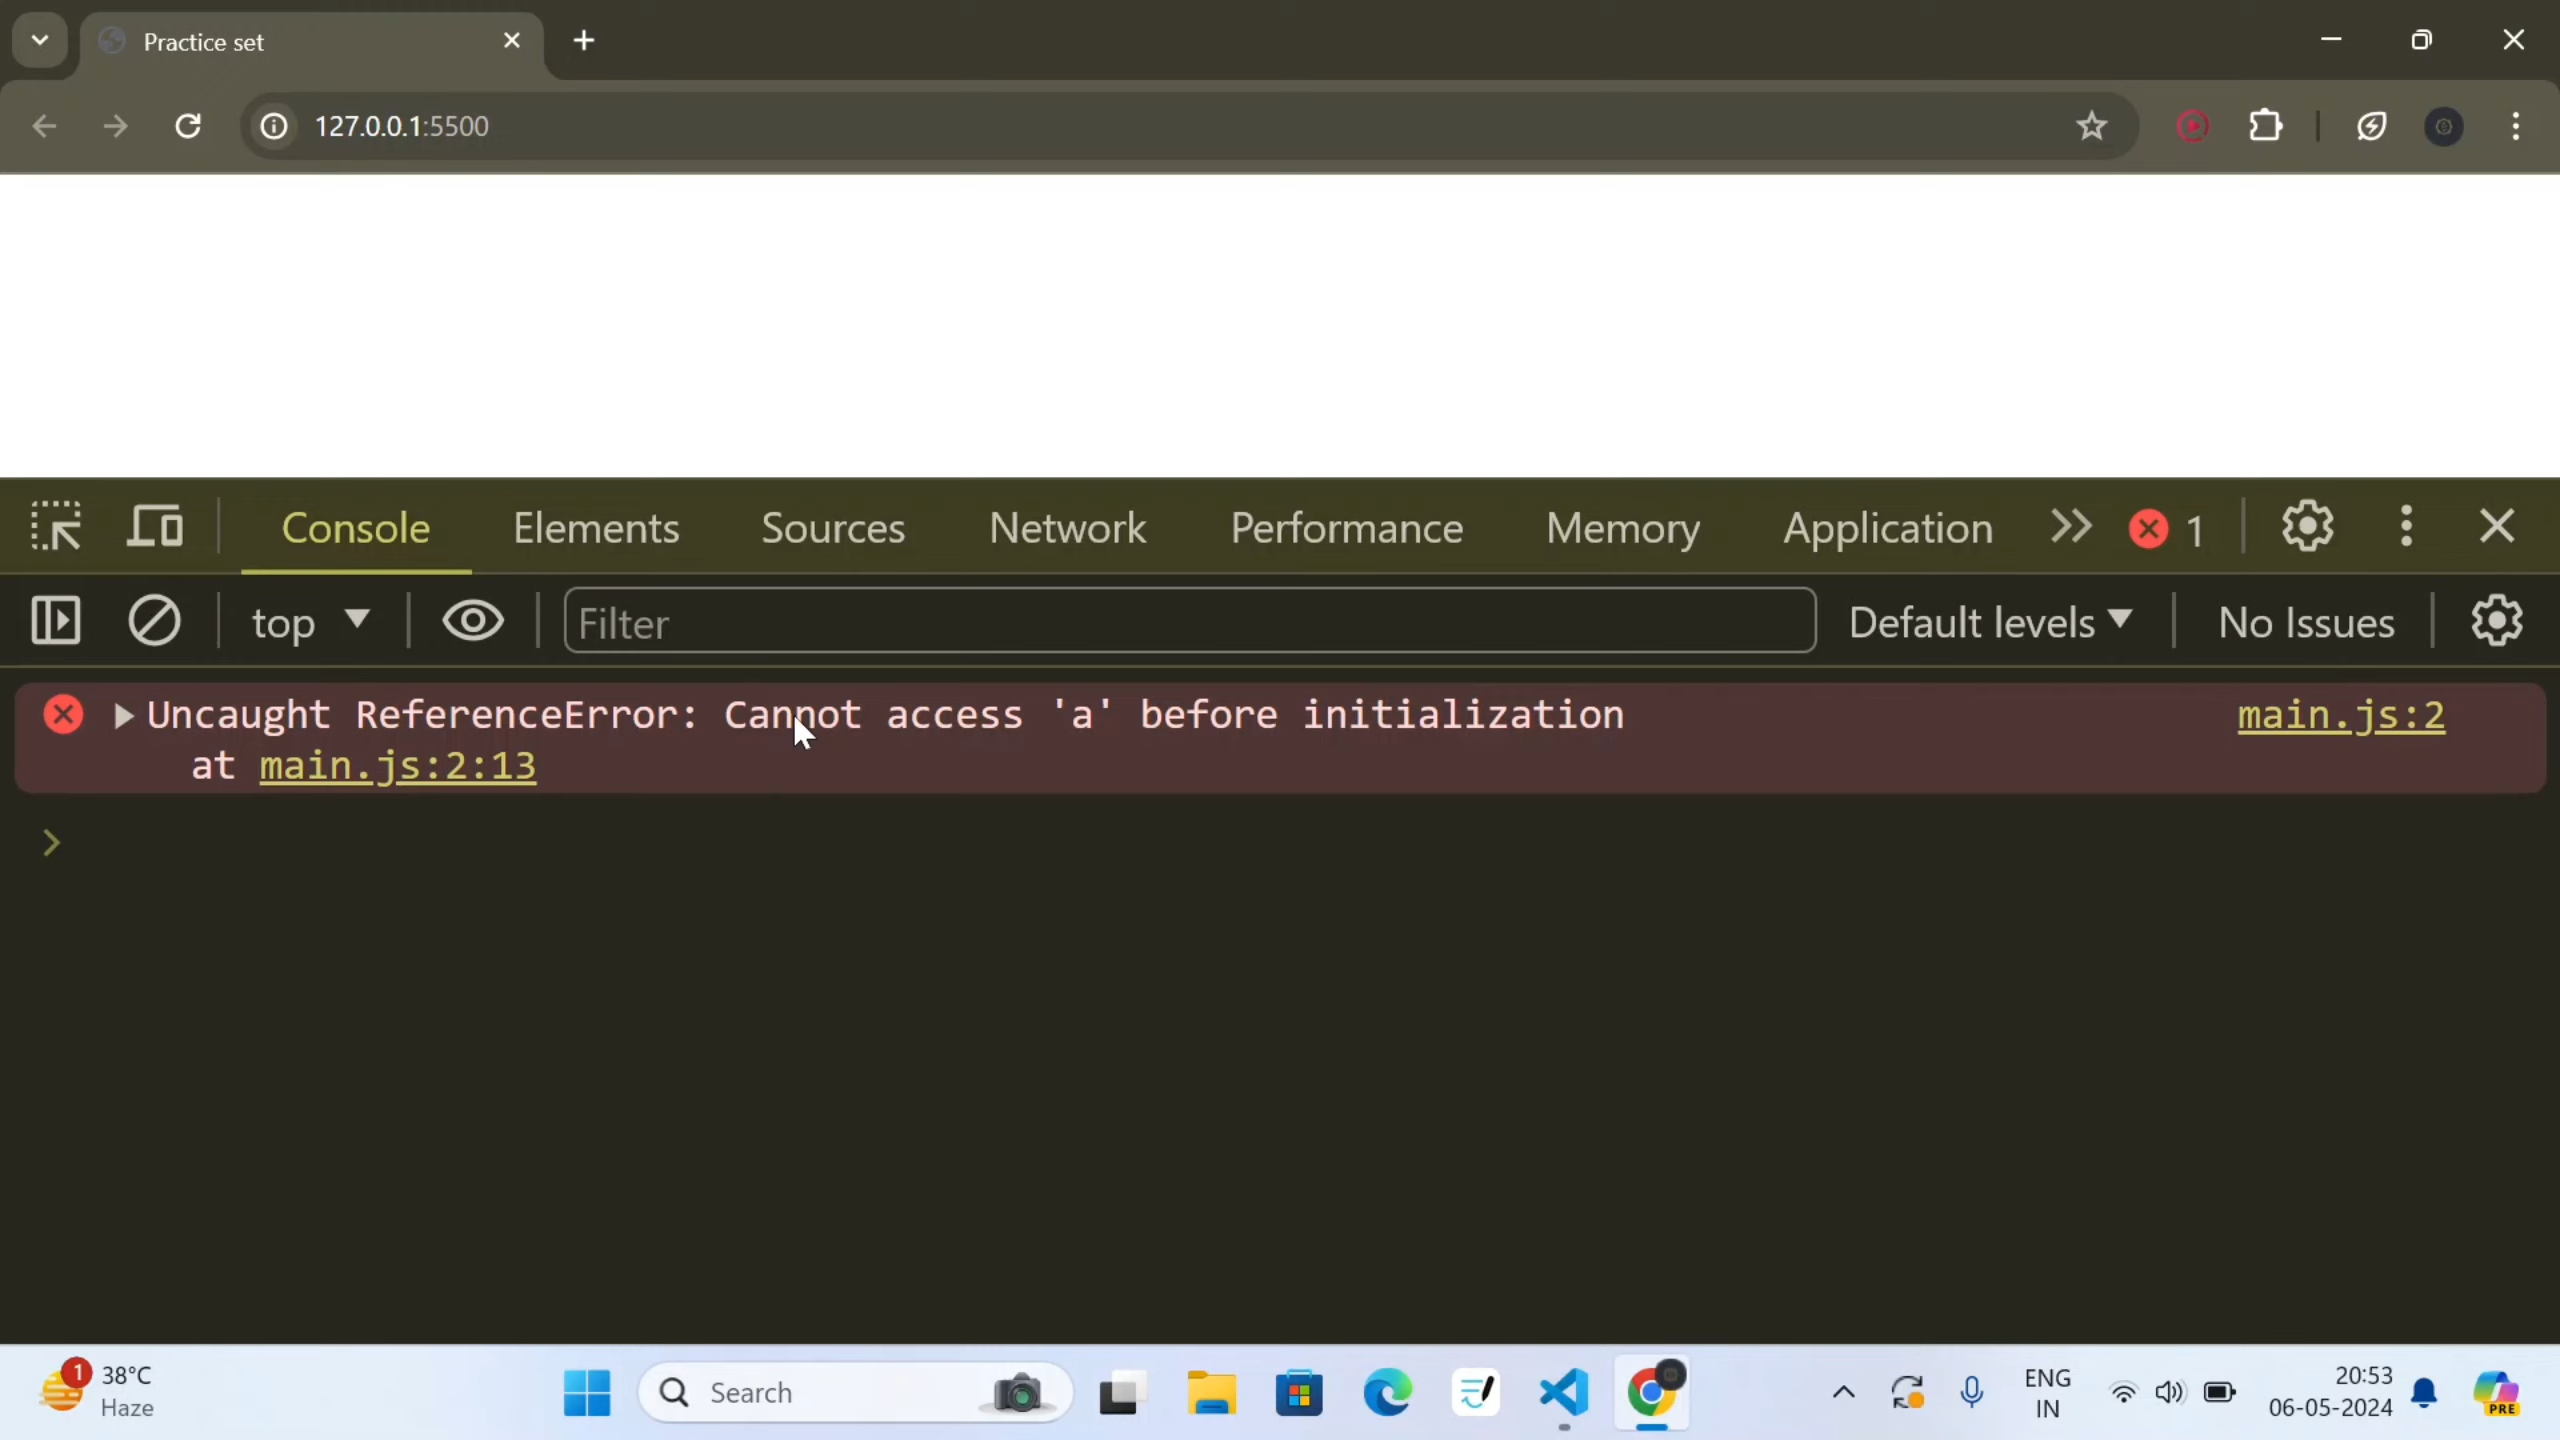 Practice set
127.0.0.1:5500
Console Elements Sources Network Performance Memory Application 1
top Filter Default levels No Issues
Uncaught ReferenceError: Cannot access 'a' before initialization main.js:2
at main.js:2:13
1 38°C
Haze
Search
ENG
IN
20:53
06-05-2024
PRE